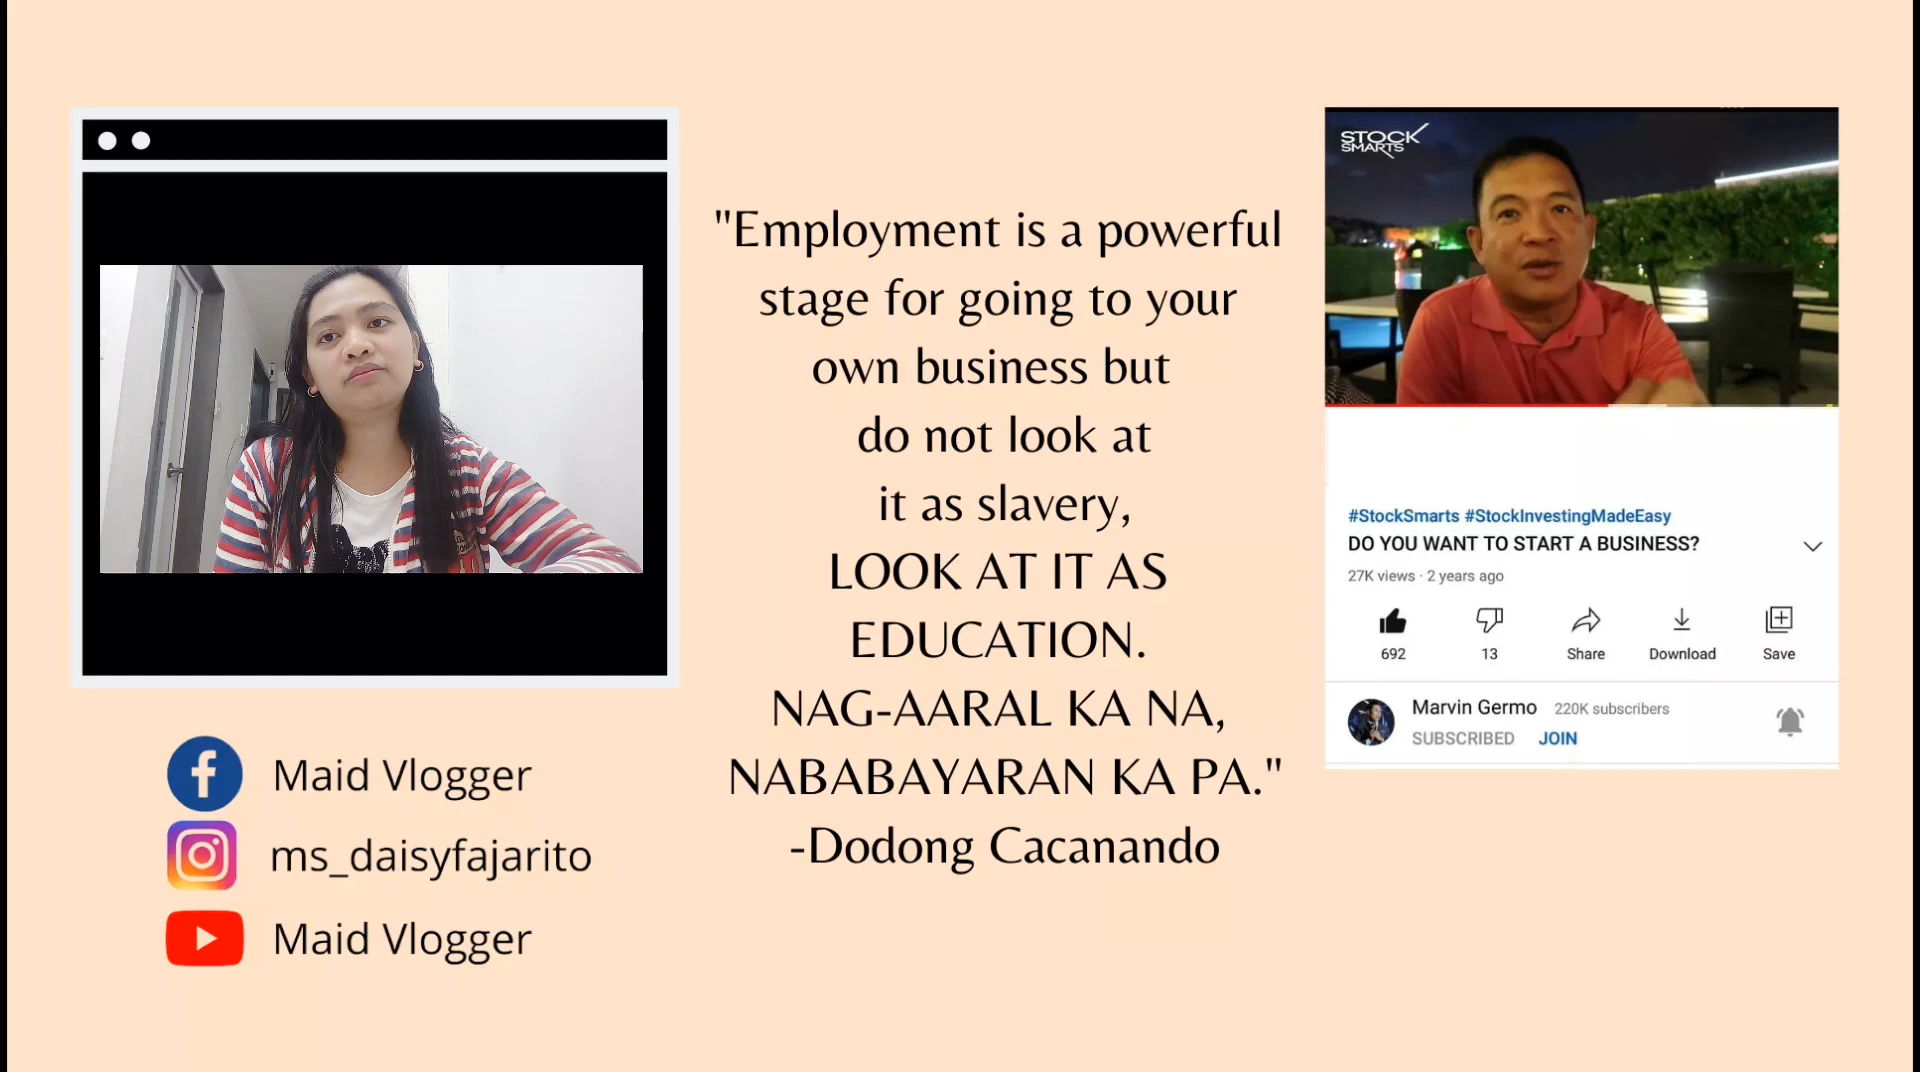 "Employment is a powerful
stage for going to your
own business but
do not look at
it as slavery,
LOOK AT IT AS
EDUCATION.
NAG-AARAL KA NA,
NABABAYARAN KA PA."
-Dodong Cacanando
Maid Vlogger
ms_daisyfajarito
Maid Vlogger
STOCK
SMARTS
#StockSmarts #StockInvestingMadeEasy
DO YOU WANT TO START A BUSINESS?
27K views · 2 years ago
692 13 Share Download Save
Marvin Germo 220K subscribers
SUBSCRIBED JOIN